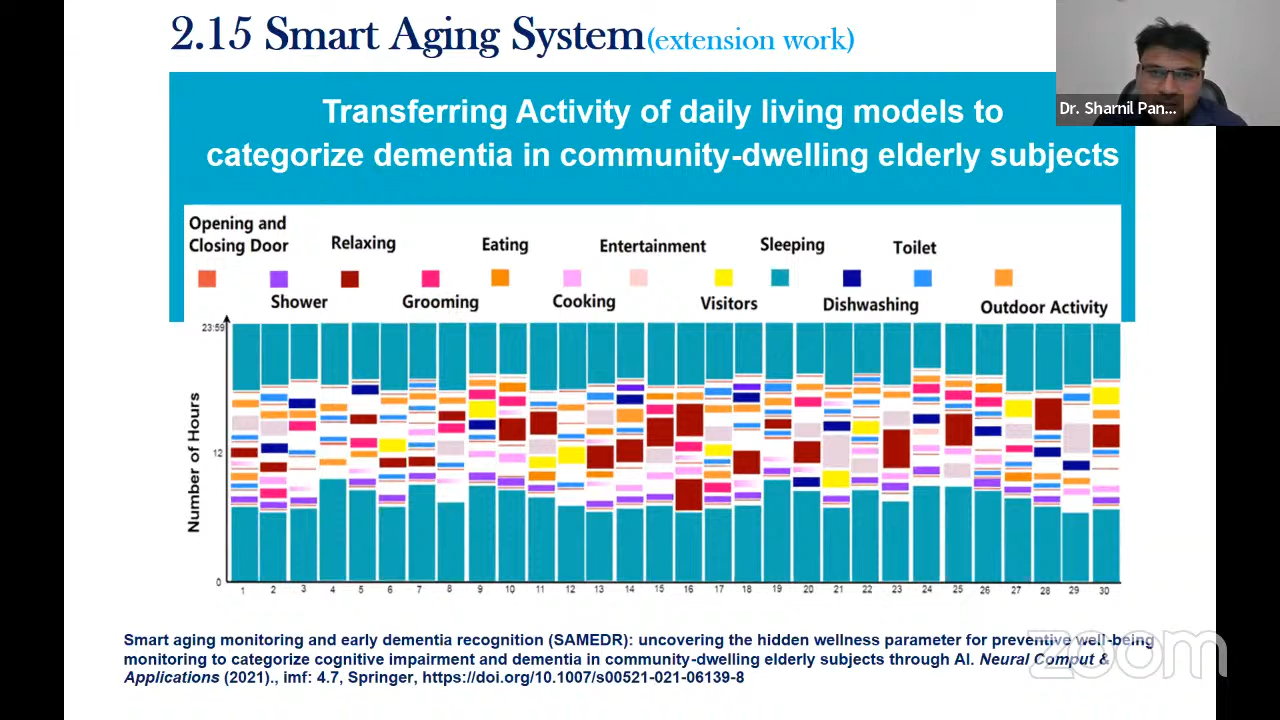 2.15 Smart Aging System(extension work)
Dr. Sharnil Pan...
Transferring Activity of daily living models to
categorize dementia in community-dwelling elderly subjects
Opening and
Closing Door
Relaxing
Eating
Entertainment
Sleeping
Toilet
Shower
Grooming
Cooking
Visitors
Dishwashing
Outdoor Activity
23:59
12
0
Number of Hours
1 2 3 4 5 6 7 8 9 10 11 12 13 14 15 16 17 18 19 20 21 22 23 24 25 26 27 28 29 30
Smart aging monitoring and early dementia recognition (SAMEDR): uncovering the hidden wellness parameter for preventive well-being
monitoring to categorize cognitive impairment and dementia in community-dwelling elderly subjects through AI. Neural Comput &
Applications (2021)., imf: 4.7, Springer, https://doi.org/10.1007/s00521-021-06139-8
zoom